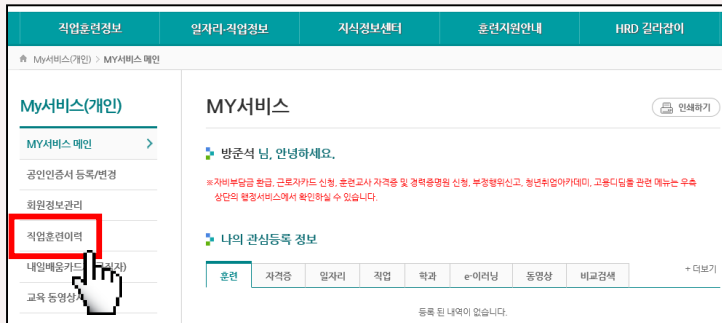 직업훈련정보 일자리·직업정보 지식정보센터 훈련지원안내 HRD 길라잡이
My서비스(개인) > MY서비스 메인
My서비스(개인)
MY서비스 메인
공인인증서 등록/변경
회원정보관리
직업훈련이력
내일배움카드
교육 동영상
MY서비스
인쇄하기
방준석 님, 안녕하세요.
※자비부담금 환급, 근로자카드 신청, 훈련교사 자격증 및 경력증명원 신청, 부정행위신고, 청년취업아카데미, 고용디딤돌 관련 메뉴는 우측
상단의 행정서비스에서 확인하실 수 있습니다.
나의 관심등록 정보
훈련 자격증 일자리 직업 학과 e-이러닝 동영상 비교검색 + 더보기
등록 된 내역이 없습니다.